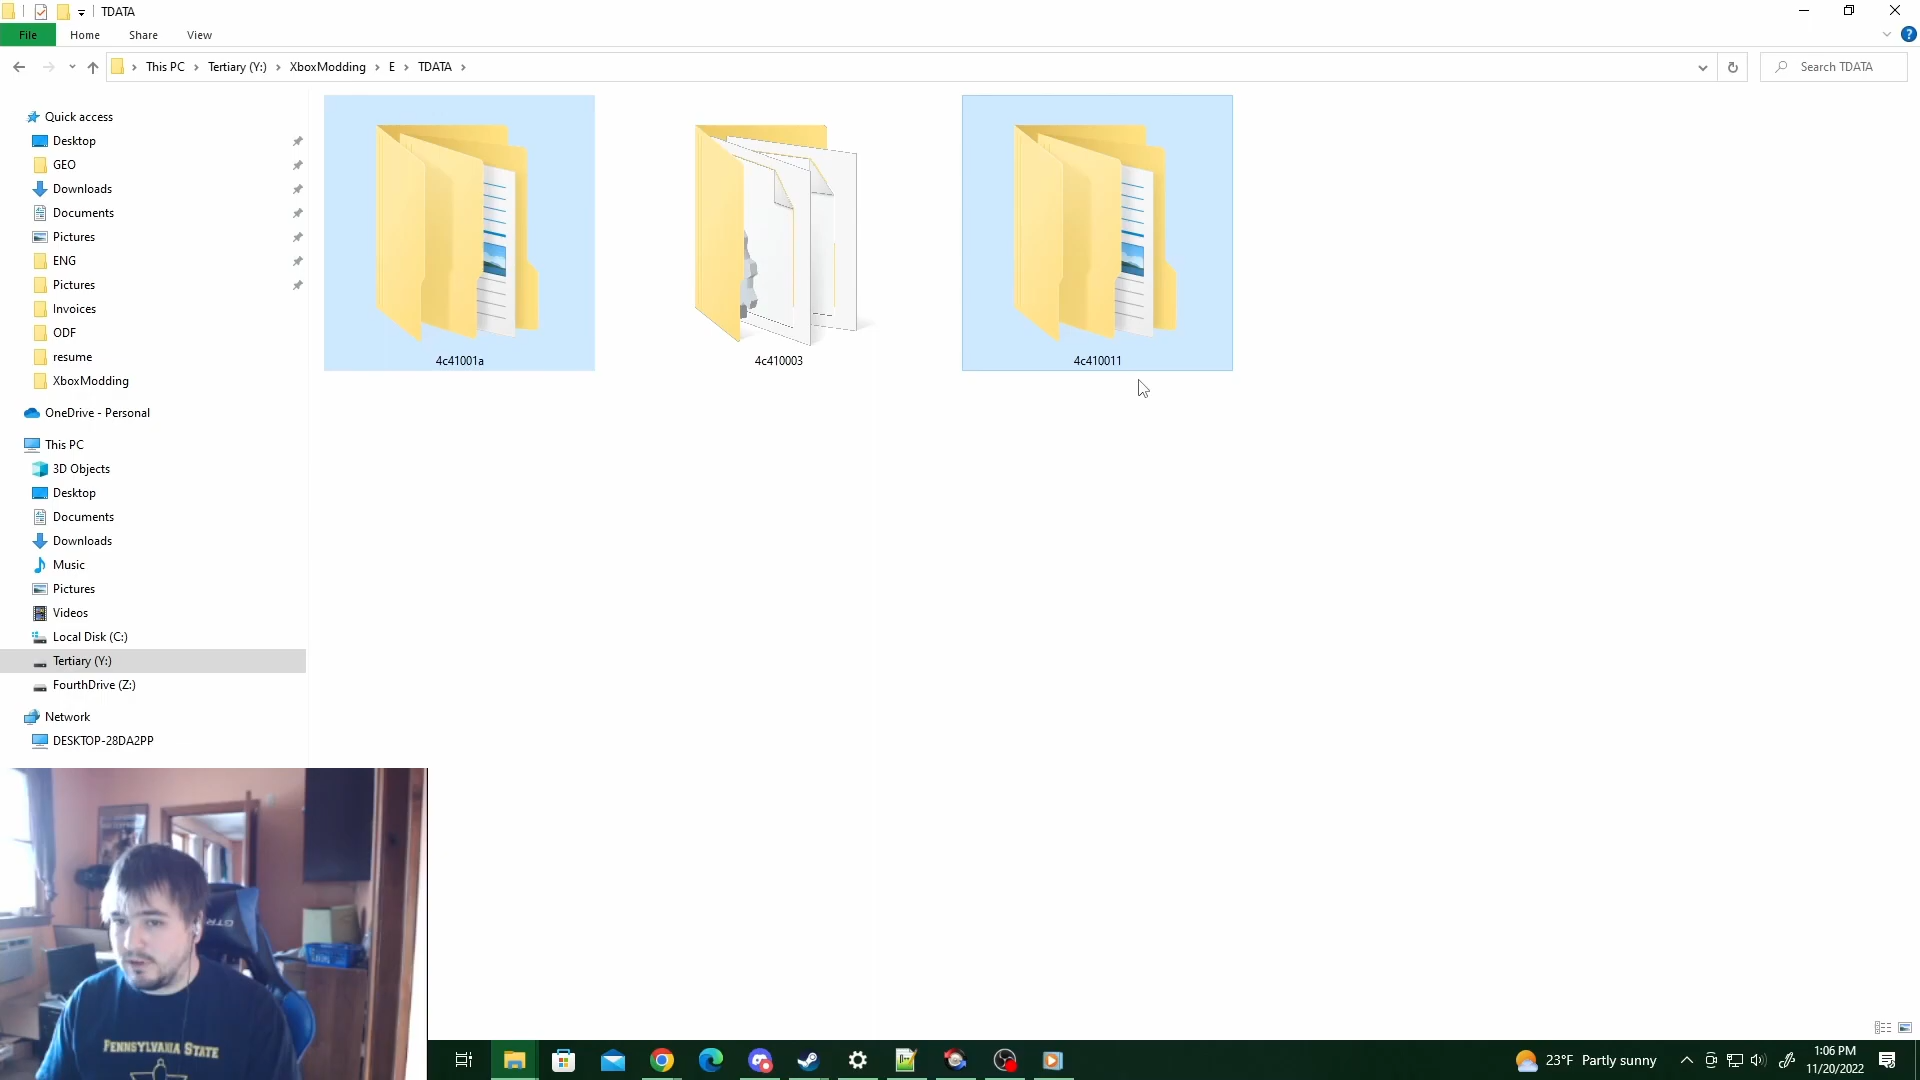 TDATA
File Home Share View
This PC Tertiary (Y:) XboxModding E TDATA
Search TDATA
Quick access
Desktop
GEO
Downloads
Documents
Pictures
ENG
Pictures
Invoices
ODF
resume
XboxModding
OneDrive - Personal
This PC
3D Objects
Desktop
Documents
Downloads
Music
Pictures
Videos
Local Disk (C:)
Tertiary (Y:)
FourthDrive (Z:)
Network
DESKTOP-28DA2PP
4c41001a
4c410003
4c410011
GTR
PENNSYLVANIA STATE
23°F Partly sunny
1:06 PM
11/20/2022